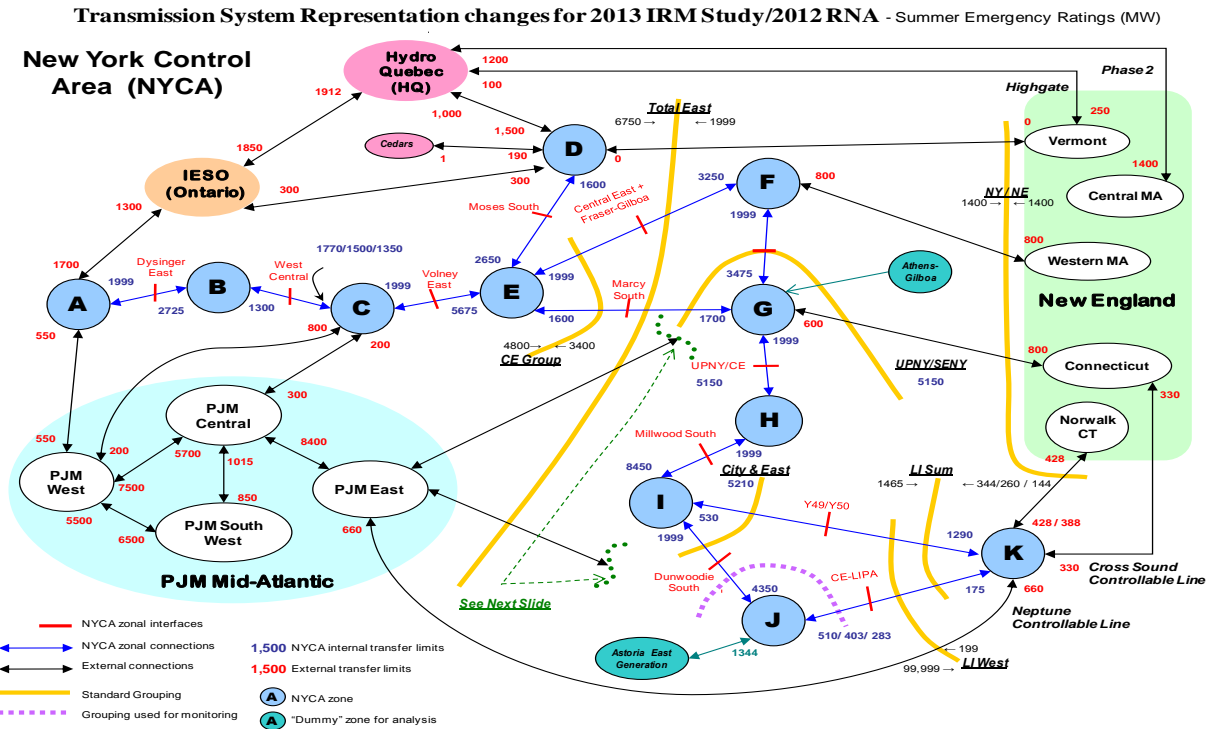 Transmission System Representation changes for 2013 IRM Study/2012 RNA - Summer Emergency Ratings (MW)
New York Control
Area (NYCA)
Hydro
Quebec
(HQ)
1200
100
Phase 2
Highgate
1912
1,000
Total East
6750→ ←1999
250
0
Vermont
1,500
Cedars
1
190
D
0
1850
IESO
(Ontario)
300
300
1600
3250
F
800
1400
Central MA
NY/NE
1400→ ←1400
1300
Moses South
Central East +
Fraser-Gilboa
1999
800
Western MA
1770/1500/1350
1700
1999
Dysinger
East
B
West
Central
1999
Volney
East
2650
E
1999
Marcy
South
3475
Athens-
Gilboa
New England
A
2725
1300
C
5675
1600
1700
G
600
550
800
200
4800→ ←3400
CE Group
1999
UPNY/CE
5150
UPNY/SENY
5150
800
Connecticut
330
300
PJM
Central
H
Norwalk
CT
550
200
5700
8400
1015
Millwood South
1999
428
PJM
West
7500
850
PJM East
8450
City & East
5210
LI Sum
1465→ ←344/260 / 144
5500
6500
PJM South
West
660
I
530
1999
Y49/Y50
1290
428 / 388
K
330
Cross Sound
Controllable Line
PJM Mid-Atlantic
Dunwoodie
South
4350
CE-LIPA
175
660
Neptune
Controllable Line
See Next Slide
J
510/ 403/ 283
Astoria East
Generation
1344
←199
99,999→
LI West
NYCA zonal interfaces
NYCA zonal connections
1,500 NYCA internal transfer limits
External connections
1,500 External transfer limits
Standard Grouping
A NYCA zone
Grouping used for monitoring
A "Dummy" zone for analysis